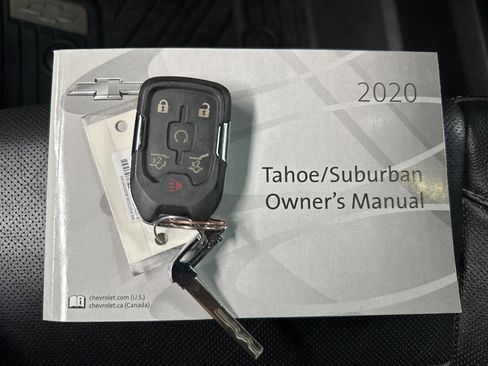 2020
Tahoe/Suburban
Owner's Manual
chevrolet.com (U.S.)
chevrolet.ca (Canada)